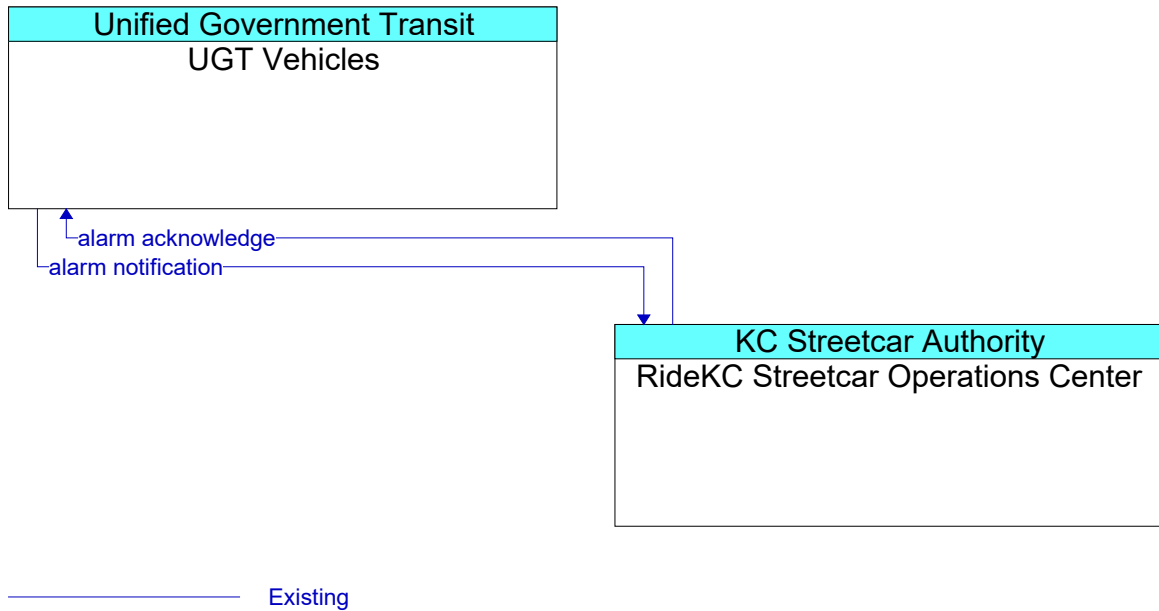 Unified Government Transit
UGT Vehicles
alarm acknowledge
alarm notification
KC Streetcar Authority
RideKC Streetcar Operations Center
Existing